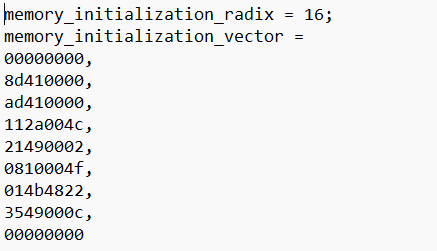 memory_initialization_radix = 16;
memory_initialization_vector =
00000000,
8d410000,
ad410000,
112a004c,
21490002,
0810004f,
014b4822,
3549000c,
00000000